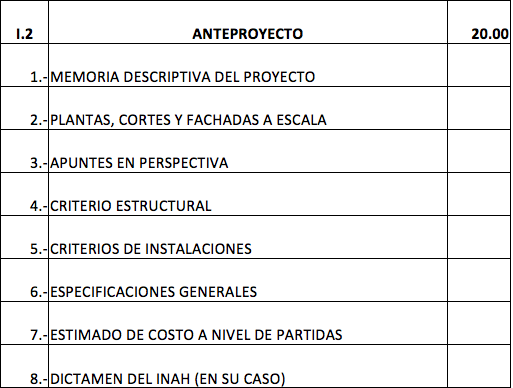 I.2 ANTEPROYECTO 20.00
1.- MEMORIA DESCRIPTIVA DEL PROYECTO
2.- PLANTAS, CORTES Y FACHADAS A ESCALA
3.- APUNTES EN PERSPECTIVA
4.- CRITERIO ESTRUCTURAL
5.- CRITERIOS DE INSTALACIONES
6.- ESPECIFICACIONES GENERALES
7.- ESTIMADO DE COSTO A NIVEL DE PARTIDAS
8.- DICTAMEN DEL INAH (EN SU CASO)